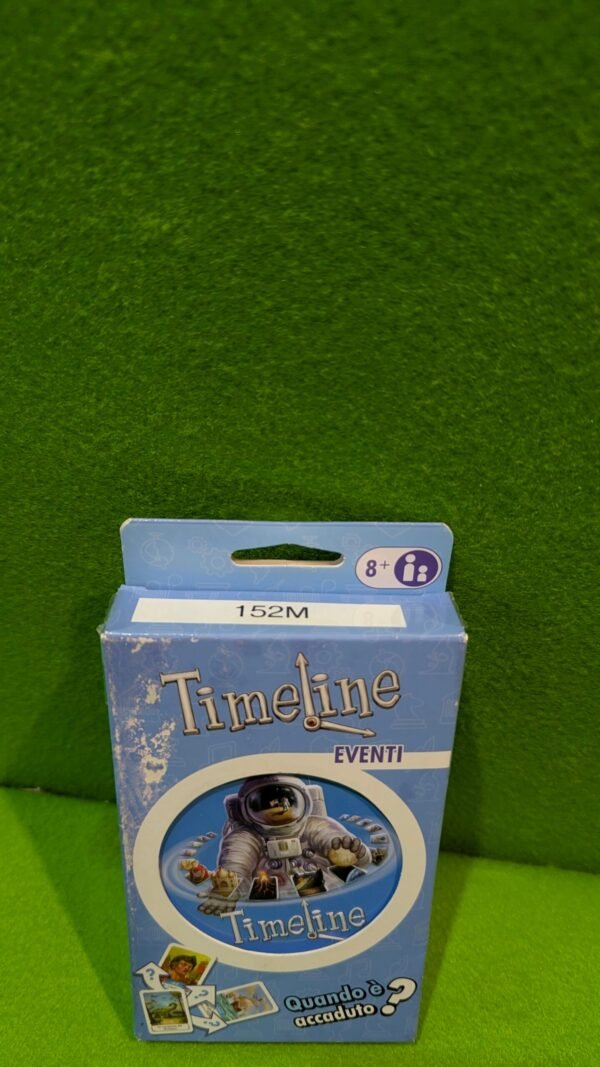 8+
152M
Timeline
EVENTI
Timeline
Quando è
accaduto ?